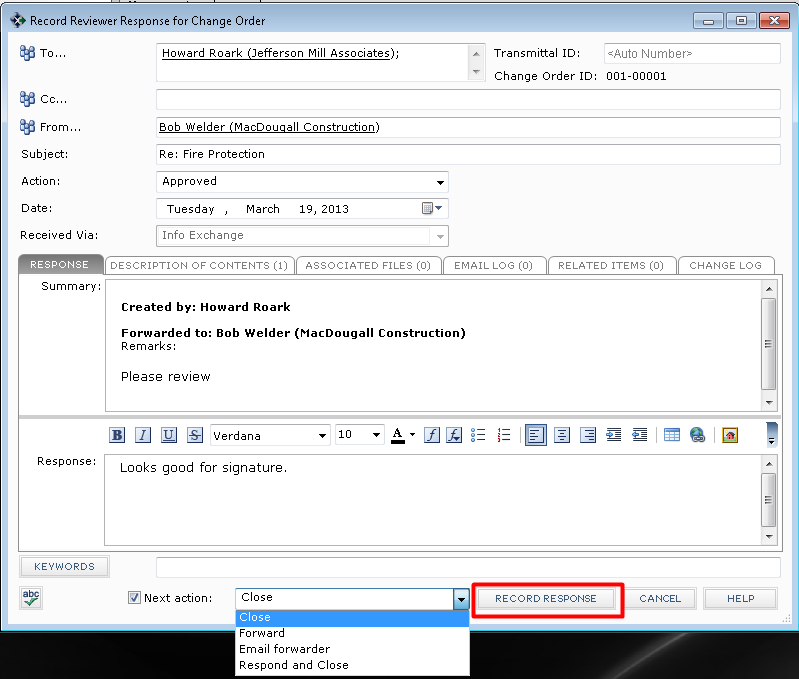 Record Reviewer Response for Change Order
To...
Howard Roark (Jefferson Mill Associates);
Transmittal ID:
<Auto Number>
Change Order ID: 001-00001
Cc...
From...
Bob Welder (MacDougall Construction)
Subject:
Re: Fire Protection
Action:
Approved
Date:
Tuesday , March 19, 2013
Received Via:
Info Exchange
RESPONSE
DESCRIPTION OF CONTENTS (1)
ASSOCIATED FILES (0)
EMAIL LOG (0)
RELATED ITEMS (0)
CHANGE LOG
Summary:
Created by: Howard Roark
Forwarded to: Bob Welder (MacDougall Construction)
Remarks:
Please review
B I U S Verdana 10 A f f
Response:
Looks good for signature.
KEYWORDS
abc
Next action:
Close
RECORD RESPONSE
CANCEL
HELP
Close
Forward
Email forwarder
Respond and Close